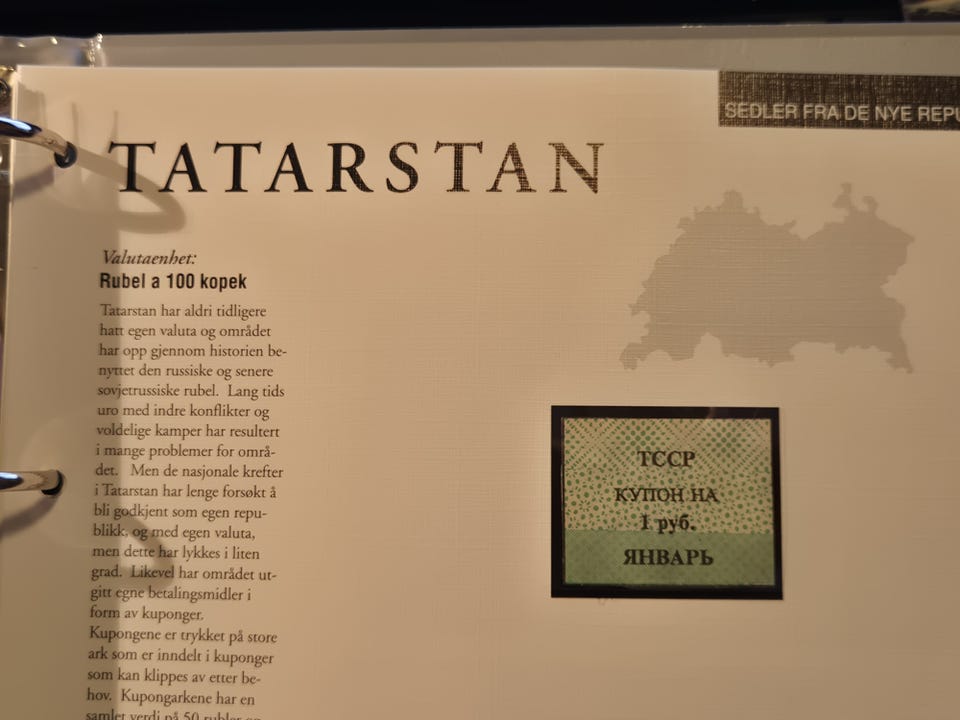 SEDLER FRA DE NYE
TATARSTAN
Valutaenhet:
Rubel a 100 kopek
Tatarstan har aldri tidligere
hatt egen valuta og området
har opp gjennom historien be-
nyttet den russiske og senere
sovjetrussiske rubel. Lang tids
uro med indre konflikter og
voldelige kamper har resultert
i mange problemer for områ-
det. Men de nasjonale krefter
i Tatarstan har lenge forsøkt å
bli godkjent som egen repu-
blikk, og med egen valuta,
men dette har lykkes i liten
grad. Likevel har området ut-
gitt egne betalingsmidler i
form av kuponger.
Kupongene er trykket på store
ark som er inndelt i kuponger
som kan klippes av etter be-
hov. Kupongarkene har en
samlet verdi på 50 rubler og
ТССР
КУПОН НА
1 руб.
ЯНВАРЬ